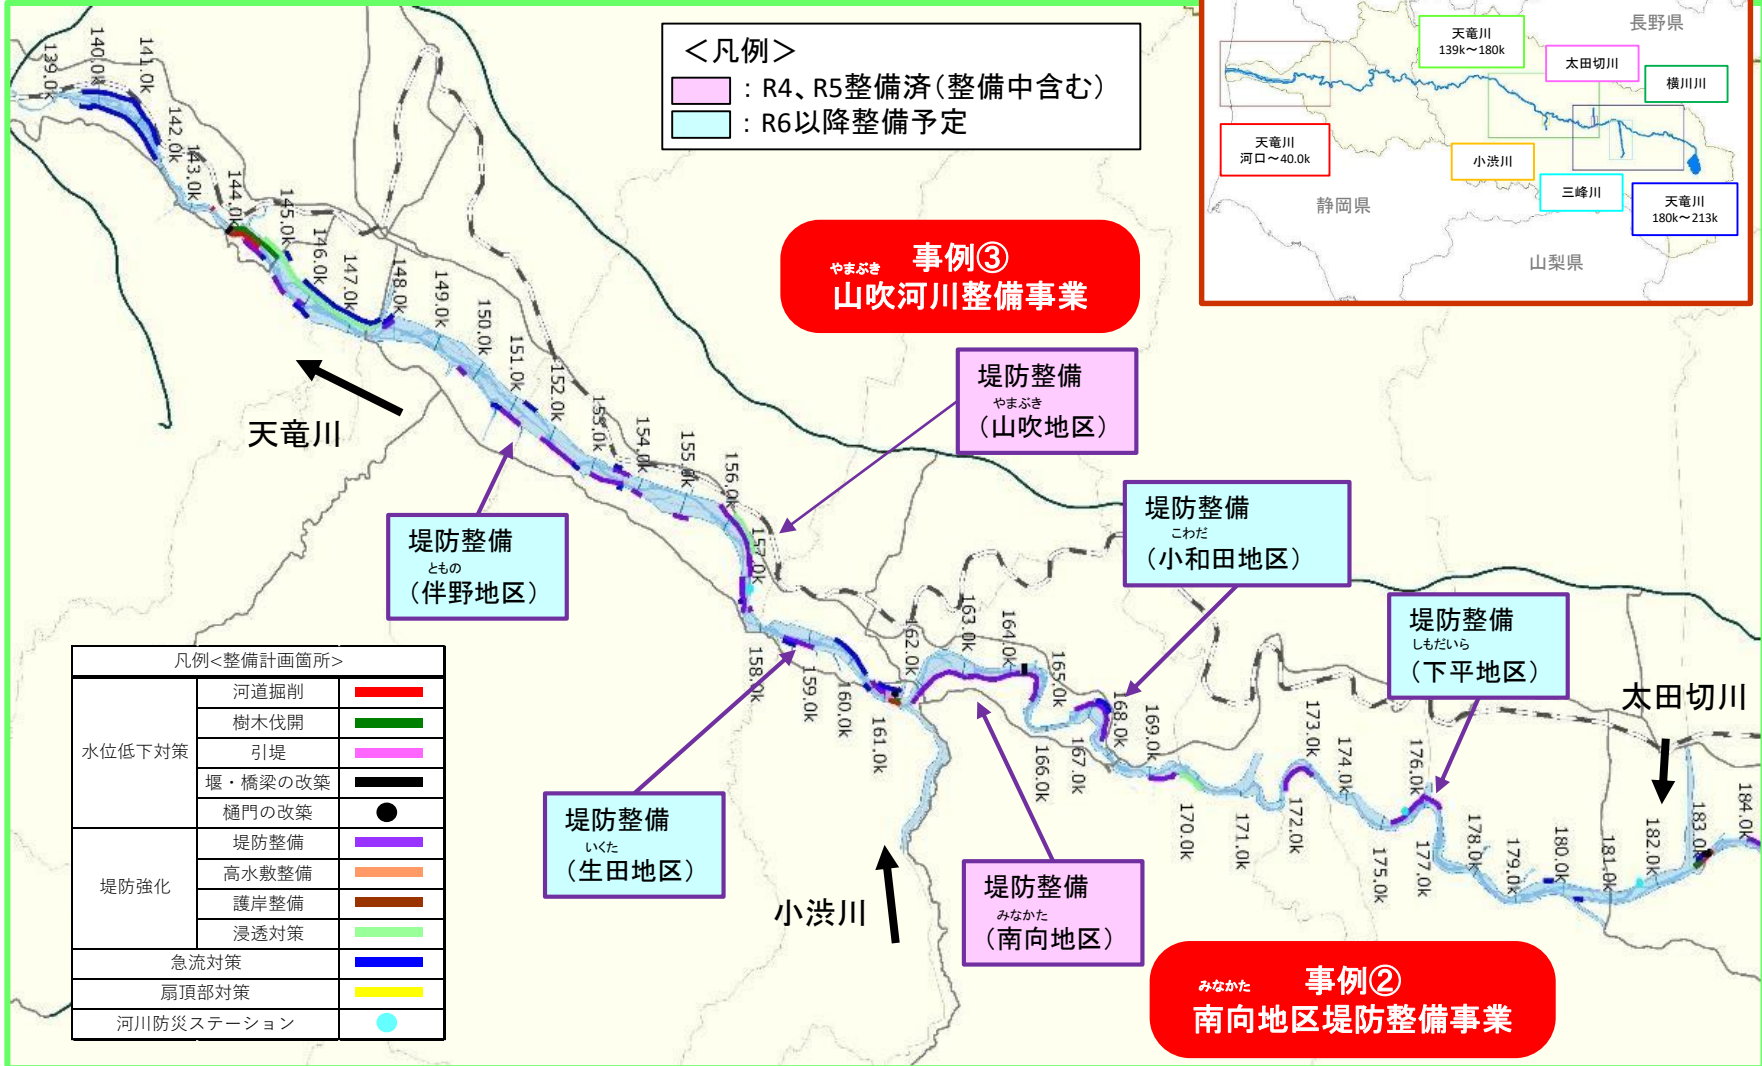 ＜凡例＞
：R4、R5整備済（整備中含む）
：R6以降整備予定
長野県
天竜川
139k～180k
太田切川
横川川
天竜川
河口～40.0k
小渋川
三峰川
天竜川
180k～213k
静岡県
山梨県
139.0k
140.0k
141.0k
142.0k
143.0k
144.0k
145.0k
146.0k
147.0k
148.0k
149.0k
150.0k
151.0k
152.0k
153.0k
154.0k
155.0k
156.0k
157.0k
158.0k
159.0k
160.0k
161.0k
162.0k
163.0k
164.0k
165.0k
166.0k
167.0k
168.0k
169.0k
170.0k
171.0k
172.0k
173.0k
174.0k
175.0k
176.0k
177.0k
178.0k
179.0k
180.0k
181.0k
182.0k
183.0k
184.0k
事例③
やまぶき
山吹河川整備事業
堤防整備
やまぶき
（山吹地区）
天竜川
堤防整備
ともの
（伴野地区）
堤防整備
こわだ
（小和田地区）
堤防整備
しもだいら
（下平地区）
太田切川
堤防整備
いくた
（生田地区）
小渋川
堤防整備
みなかた
（南向地区）
事例②
みなかた
南向地区堤防整備事業
凡例<整備計画箇所>
水位低下対策
河道掘削
樹木伐開
引堤
堰・橋梁の改築
樋門の改築
堤防強化
堤防整備
高水敷整備
護岸整備
浸透対策
急流対策
扇頂部対策
河川防災ステーション